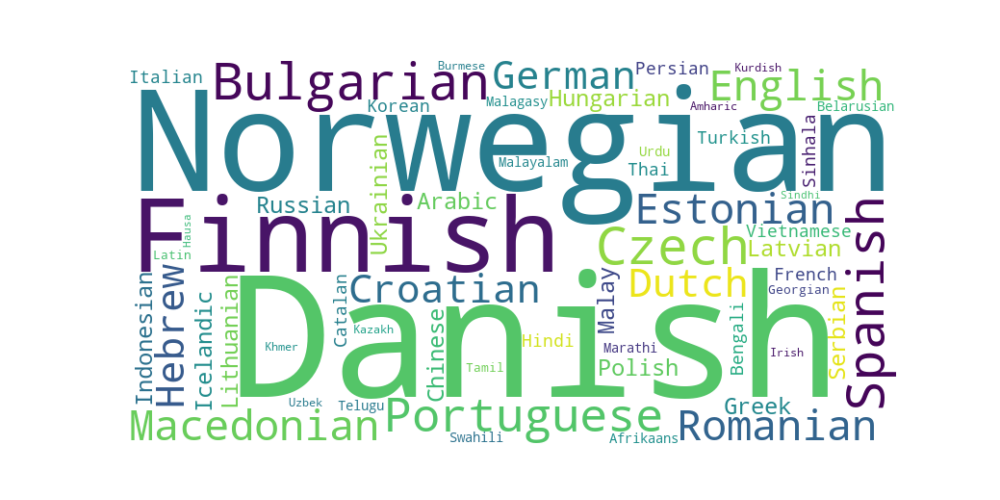 Italian
Bulgarian
Burmese
German
Persian
Kurdish
English
Norwegian
Korean
Malagasy
Hungarian
Amharic
Belarusian
Ukrainian
Malayalam
Urdu
Thai
Turkish
Sinhala
Finnish
Russian
Arabic
Estonian
Sindhi
Spanish
Hausa
Latin
Czech
Vietnamese
Latvian
Indonesian
Hebrew
Icelandic
Lithuanian
Danish
Catalan
Croatian
Kazakh
Khmer
Chinese
Hindi
Tamil
Malay
Dutch
French
Georgian
Marathi
Polish
Bengali
Irish
Serbian
Uzbek
Telugu
Macedonian
Portuguese
Swahili
Afrikaans
Greek
Romanian